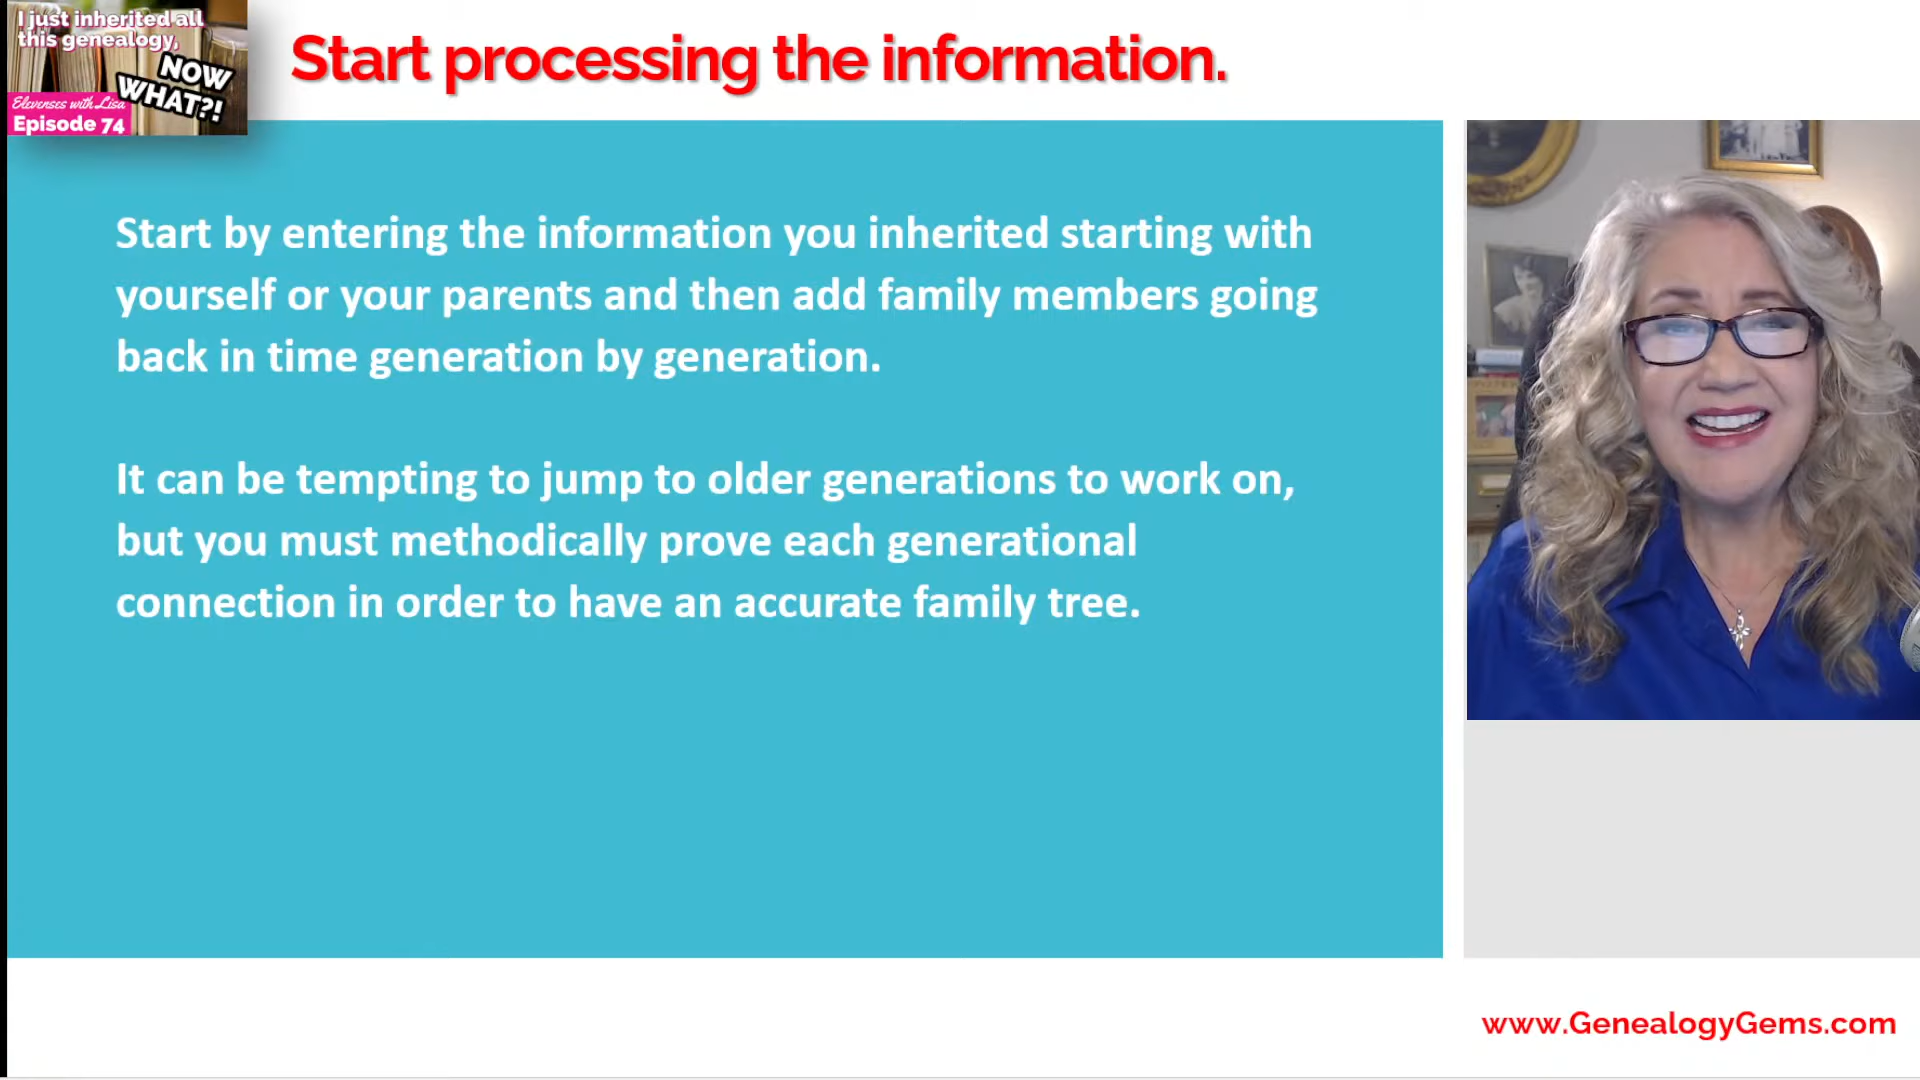 I just inherited all
this genealogy,
NOW
WHAT?!
Elevenses with Lisa
Episode 74
Start processing the information.
Start by entering the information you inherited starting with
yourself or your parents and then add family members going
back in time generation by generation.
It can be tempting to jump to older generations to work on,
but you must methodically prove each generational
connection in order to have an accurate family tree.
www.GenealogyGems.com